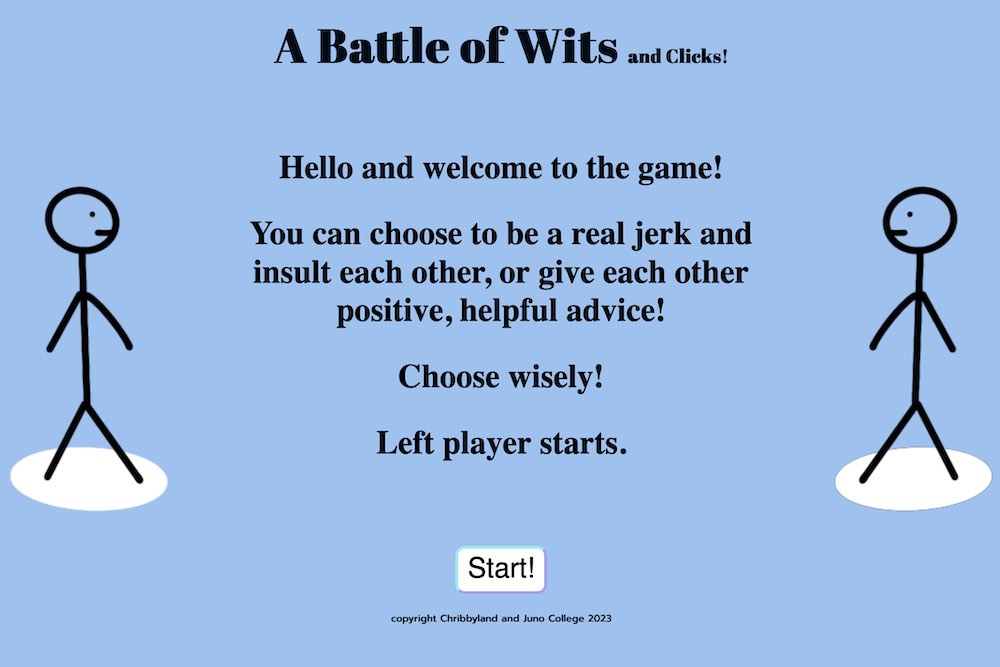 A Battle of Wits and Clicks!
Hello and welcome to the game!
You can choose to be a real jerk and
insult each other, or give each other
positive, helpful advice!
Choose wisely!
Left player starts.
Start!
copyright Chribbyland and Juno College 2023